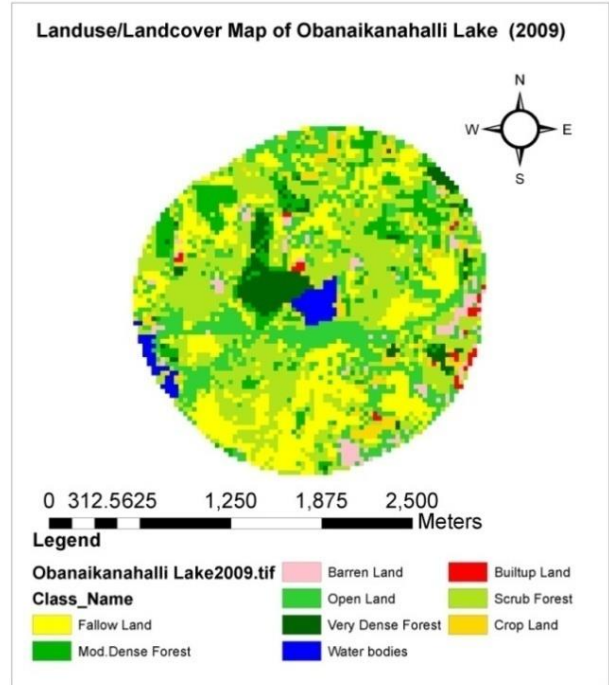 Landuse/Landcover Map of Obanaikanahalli Lake (2009)
N
W E
S
0 312.5625 1,250 1,875 2,500
Meters
Legend
Obanaikanahalli Lake2009.tif
Class_Name
Fallow Land
Mod.Dense Forest
Barren Land
Open Land
Very Dense Forest
Water bodies
Builtup Land
Scrub Forest
Crop Land